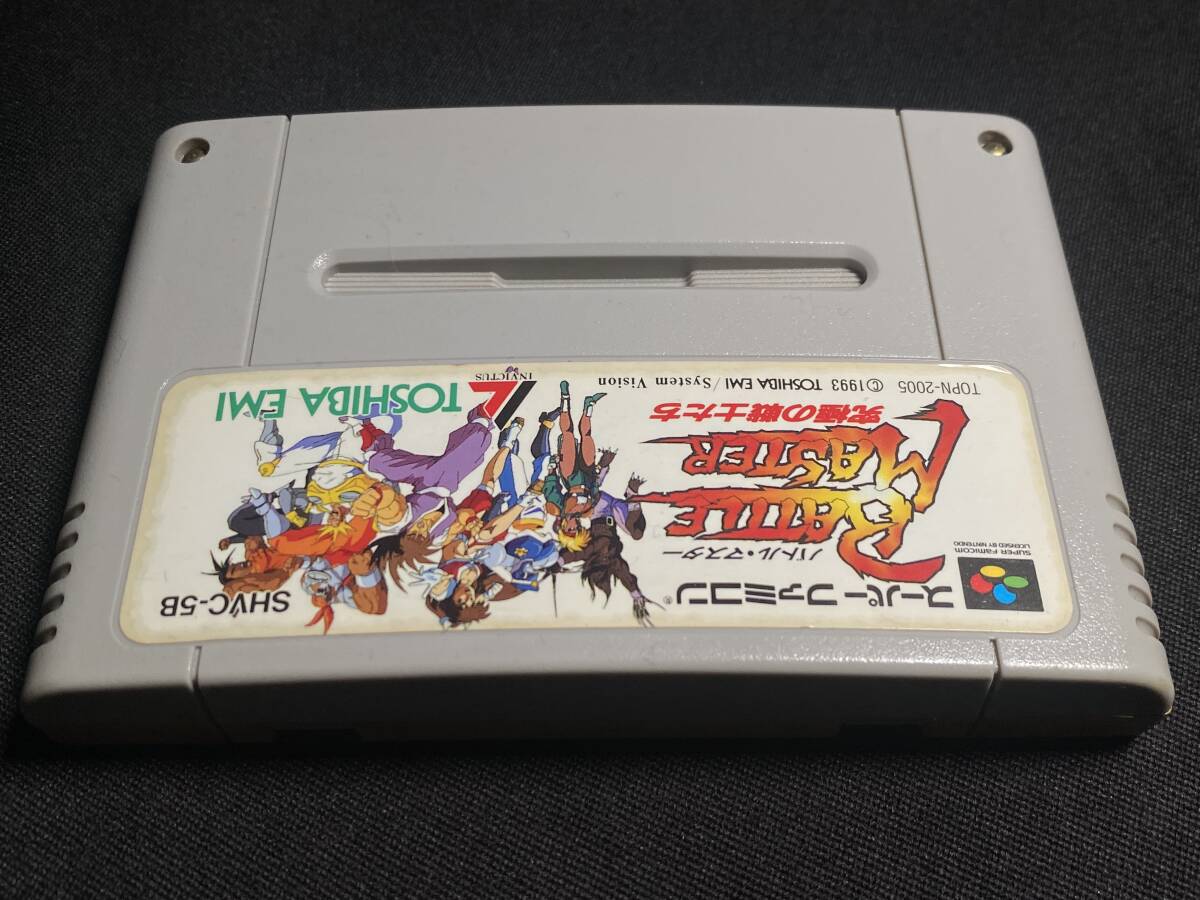 SUPER FAMICOM
LICENSED BY NINTENDO
スーパーファミコン®
SHVC-5B
バトル・マスター
BATTLE
MASTER
究極の戦士たち
TOPN-2005
©1993 TOSHIBA EMI/System Vision
INVICTUS
TOSHIBA EMI